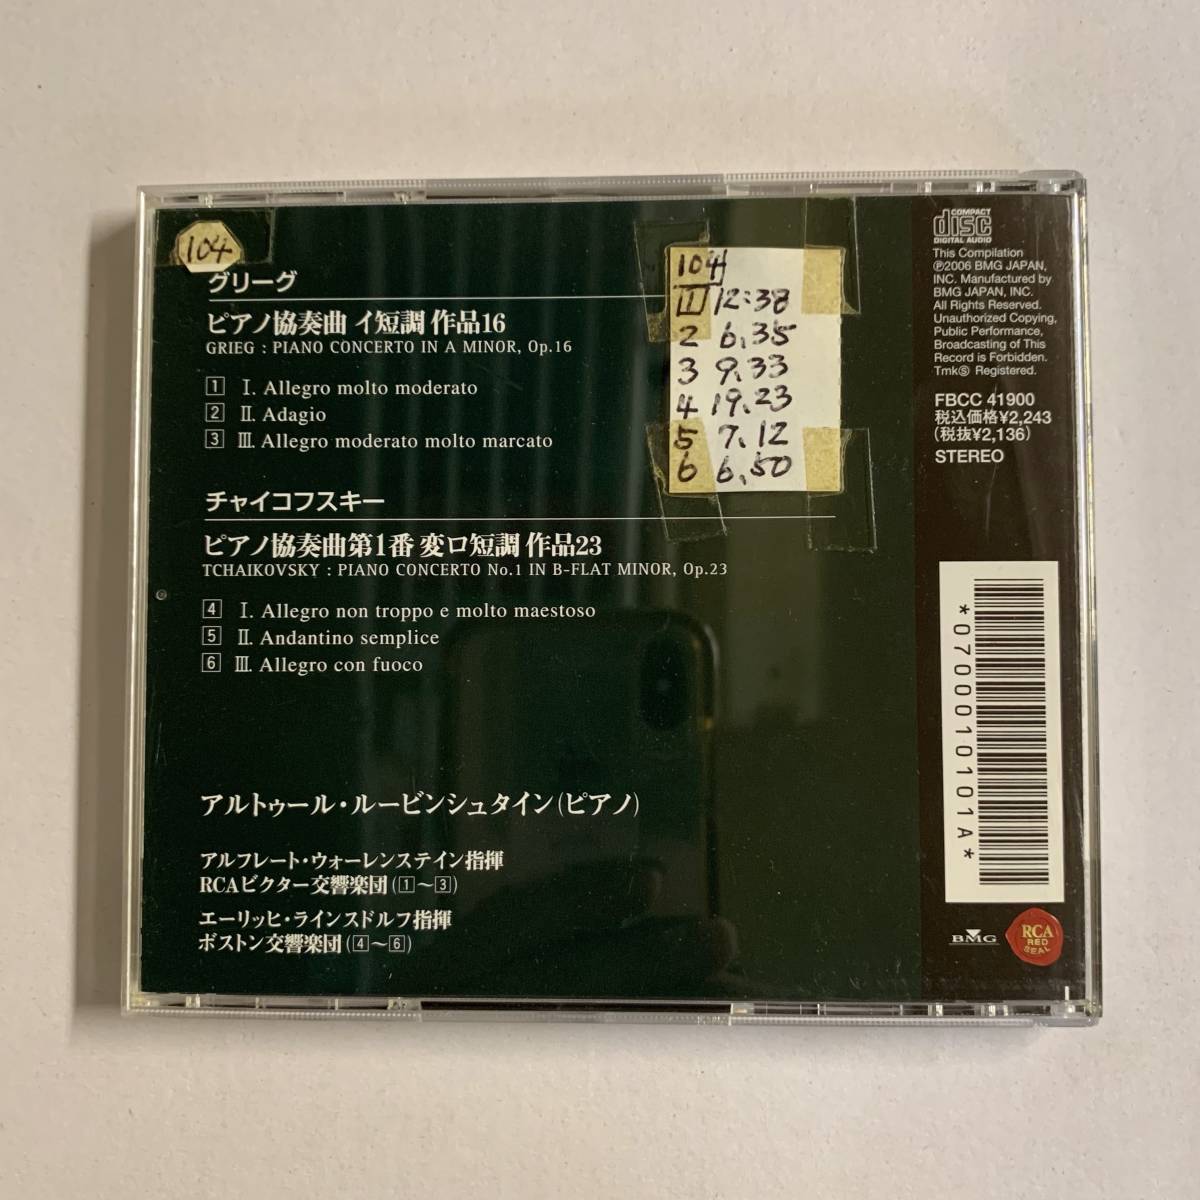 104
グリーグ
ピアノ協奏曲 イ短調 作品16
GRIEG : PIANO CONCERTO IN A MINOR, Op.16
1 Ⅰ. Allegro molto moderato
2 Ⅱ. Adagio
3 Ⅲ. Allegro moderato molto marcato
チャイコフスキー
ピアノ協奏曲第1番 変ロ短調 作品23
TCHAIKOVSKY : PIANO CONCERTO No.1 IN B-FLAT MINOR, Op.23
4 Ⅰ. Allegro non troppo e molto maestoso
5 Ⅱ. Andantino semplice
6 Ⅲ. Allegro con fuoco
アルトゥール・ルービンシュタイン(ピアノ)
アルフレート・ウォーレンステイン指揮
RCAビクター交響楽団(1〜3)
エーリッヒ・ラインスドルフ指揮
ボストン交響楽団(4〜6)
104
1 12:38
2 6,35
3 9,33
4 19,23
5 7,12
6 6,50
COMPACT
disc
DIGITAL AUDIO
This Compilation
℗2006 BMG JAPAN,
INC. Manufactured by
BMG JAPAN, INC.
All Rights Reserved.
Unauthorized Copying,
Public Performance,
Broadcasting of This
Record is Forbidden.
TmkⓈ Registered.
FBCC 41900
税込価格¥2,243
(税抜¥2,136)
STEREO
*0700010101A*
BMG
RCA
RED
SEAL